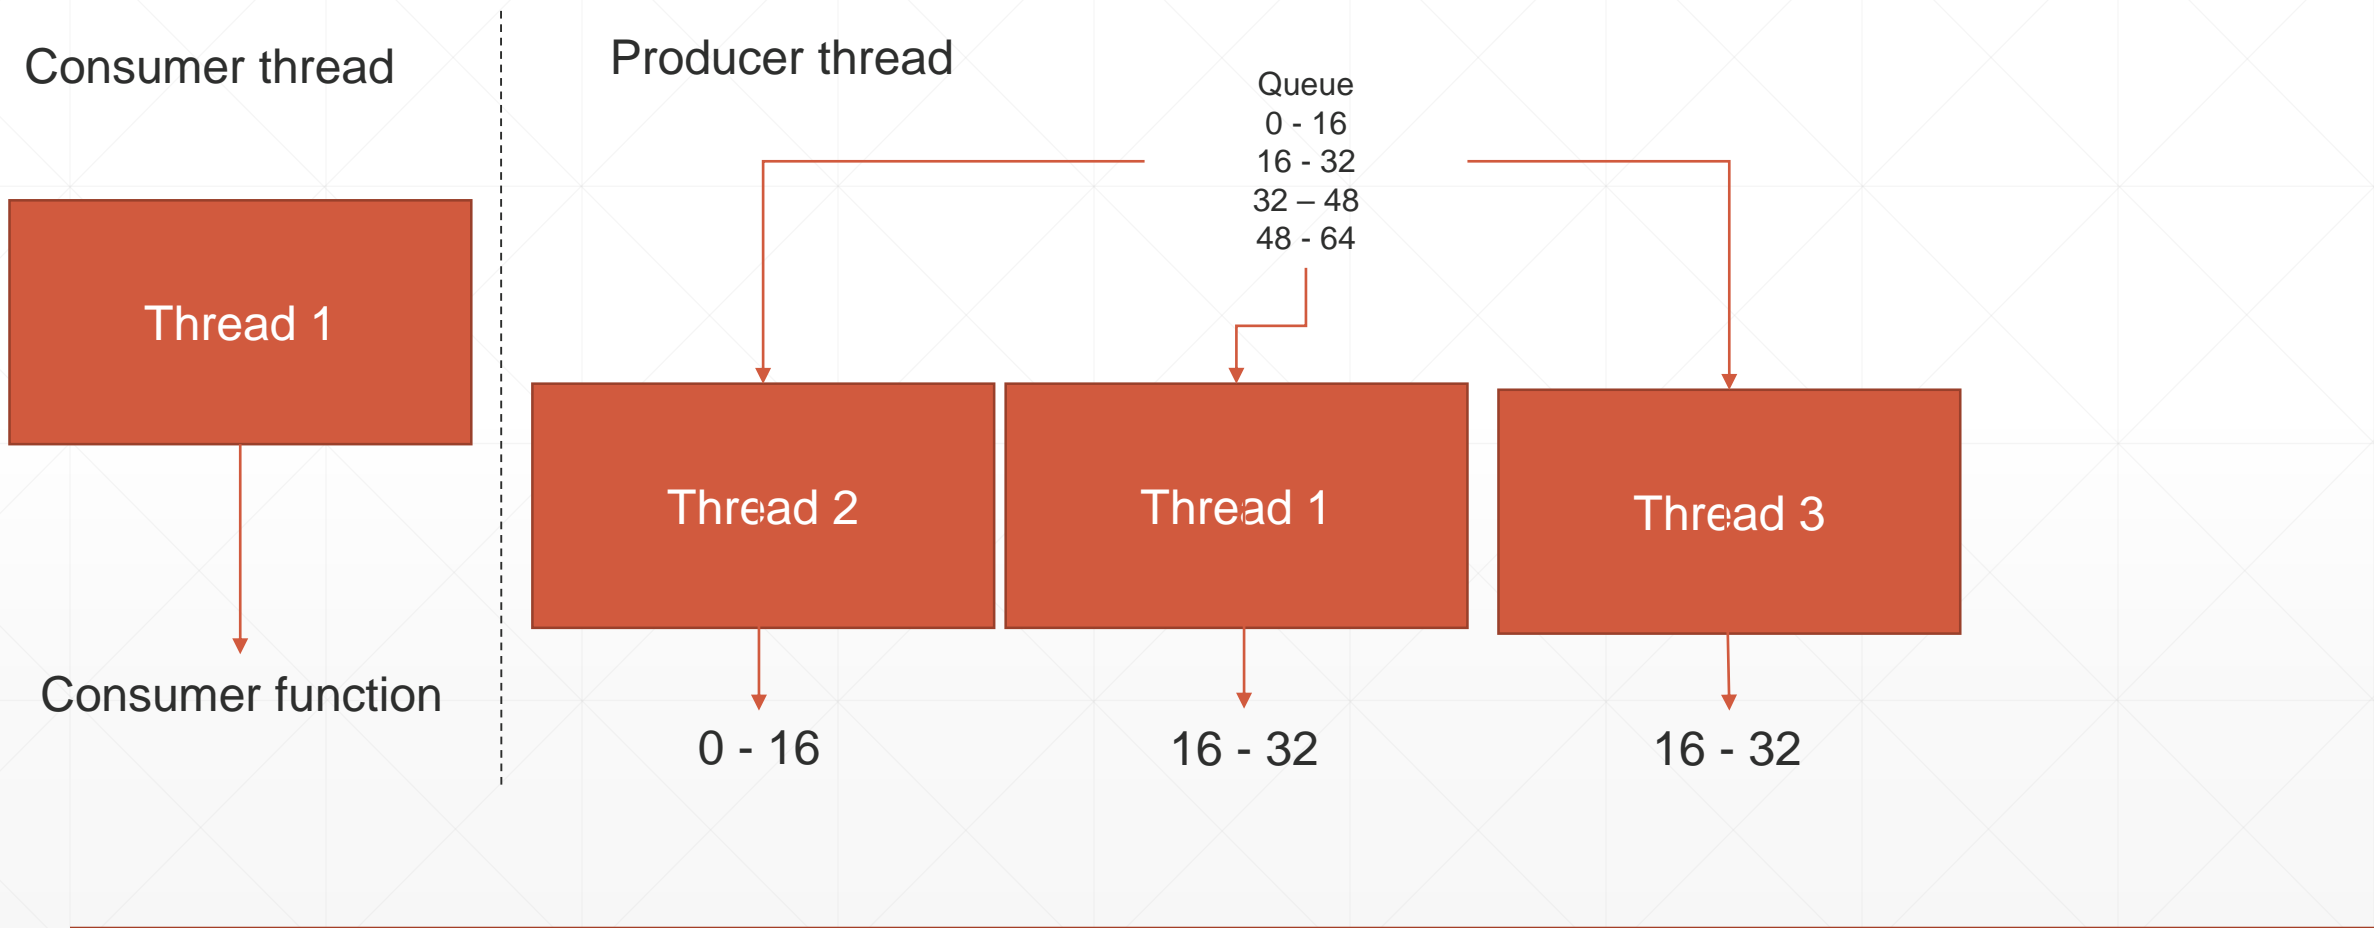 Consumer thread
Producer thread
Queue
0 - 16
16 - 32
32 – 48
48 - 64
Thread 1
Thread 2
Thread 1
Thread 3
Consumer function
0 - 16
16 - 32
16 - 32